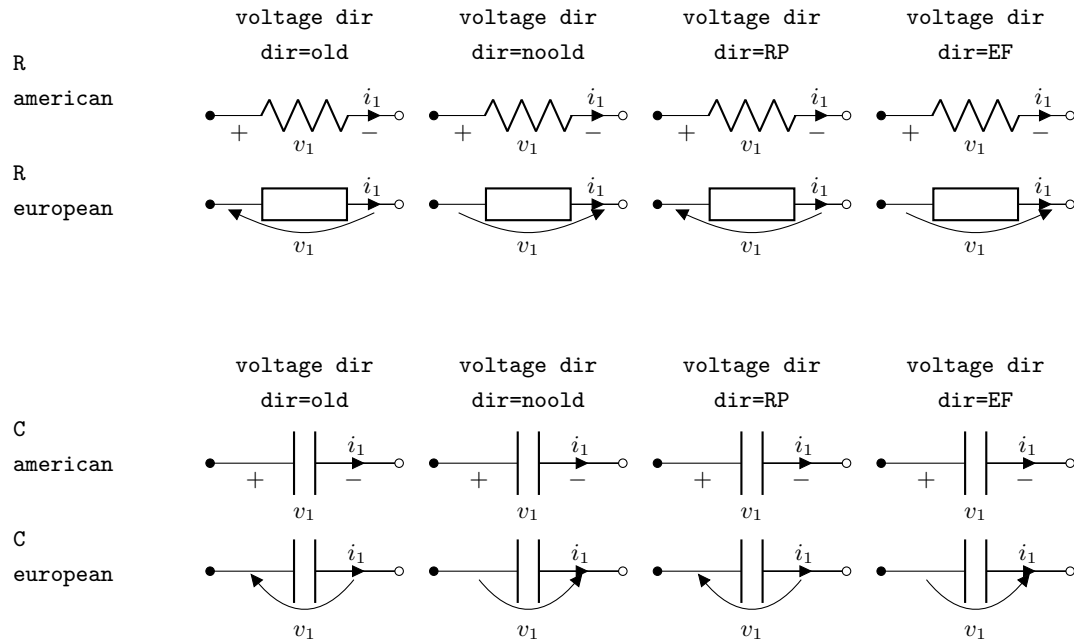 voltage dir voltage dir voltage dir voltage dir
dir=old dir=noold dir=RP dir=EF
R
american
i₁ i₁ i₁ i₁
+ − + − + − + −
v₁ v₁ v₁ v₁
R
european
i₁ i₁ i₁ i₁
v₁ v₁ v₁ v₁
voltage dir voltage dir voltage dir voltage dir
dir=old dir=noold dir=RP dir=EF
C
american
i₁ i₁ i₁ i₁
+ − + − + − + −
v₁ v₁ v₁ v₁
C
european
i₁ i₁ i₁ i₁
v₁ v₁ v₁ v₁